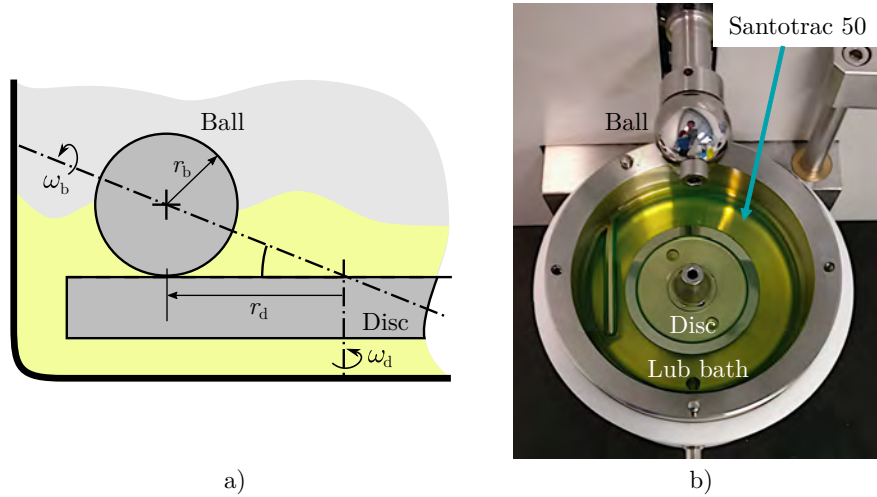 Ball
r_b
ω_b
r_d
Disc
ω_d
a)
Santotrac 50
Ball
Disc
Lub bath
b)